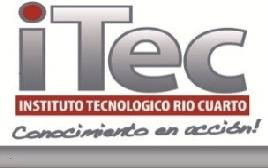 iTec
INSTITUTO TECNOLOGICO RIO CUARTO
Conocimiento en acción!